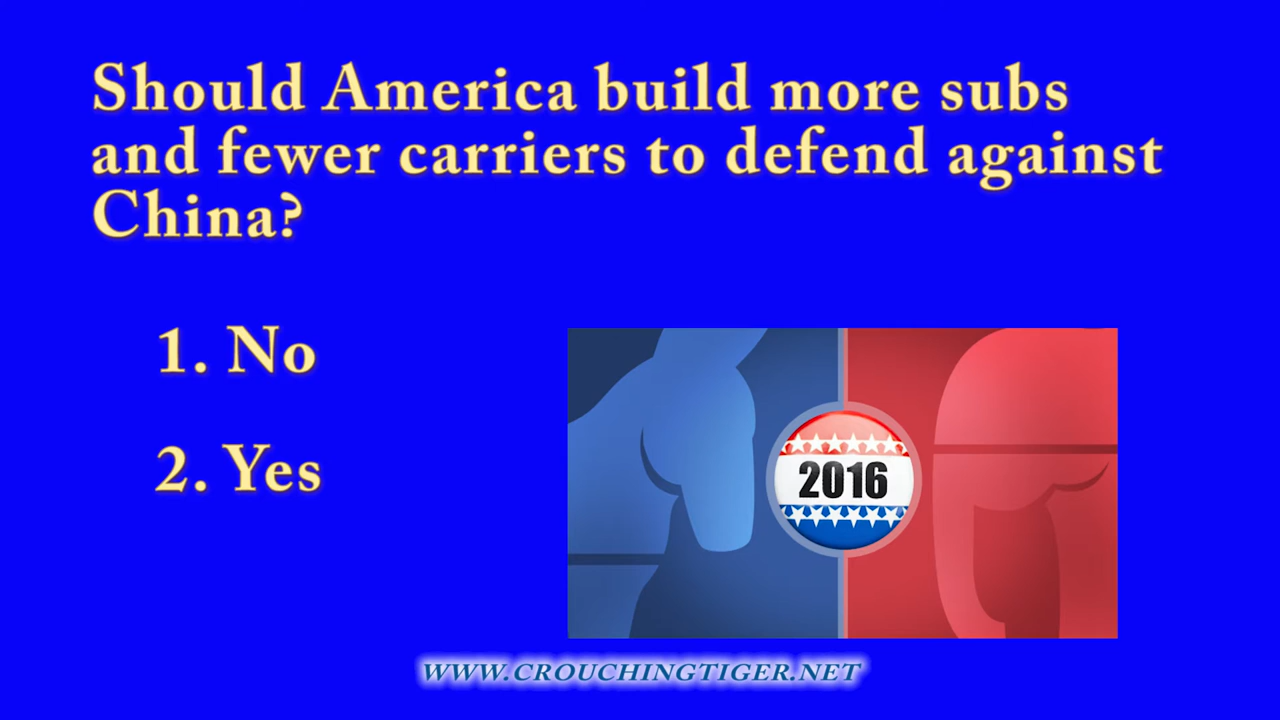 Should America build more subs
and fewer carriers to defend against
China?
1. No
2. Yes
2016
WWW.CROUCHINGTIGER.NET